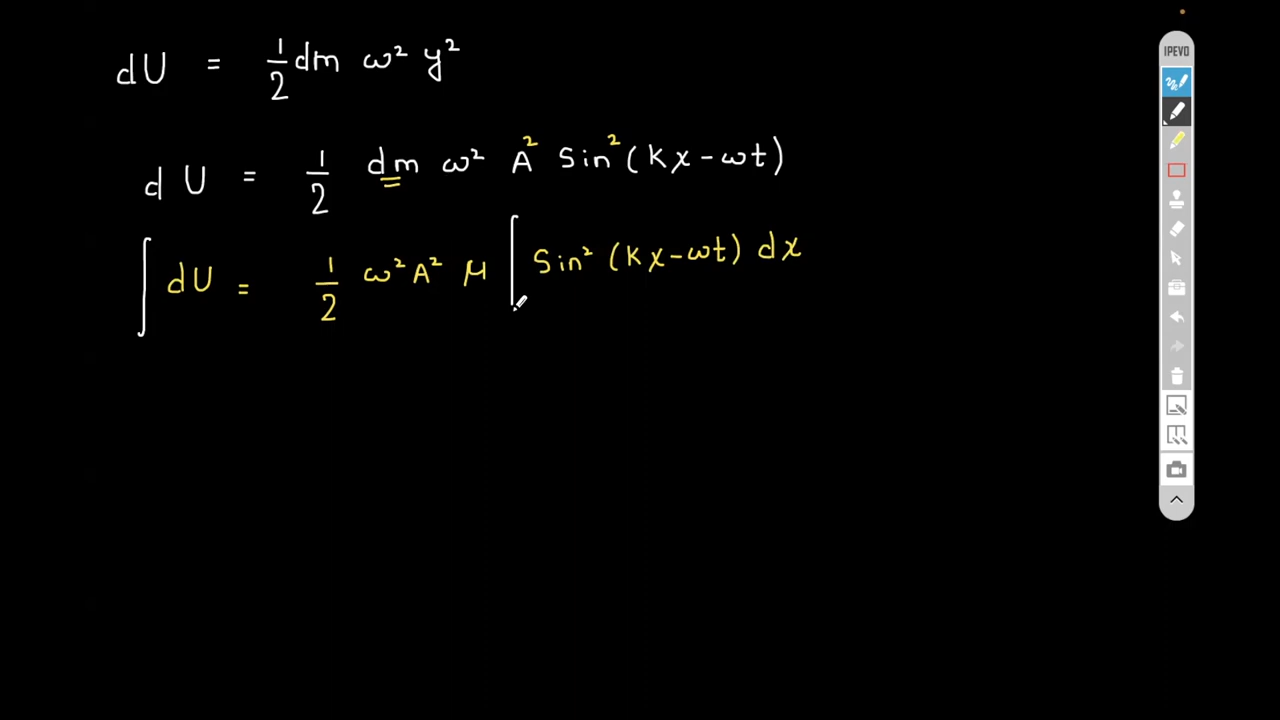 IPEVO
dU = 1/2 dm ω² y²
d U = 1/2 dm ω² A² Sin² (Kx - ωt)
∫ dU = 1/2 ω² A² μ ∫ Sin² (Kx - ωt) dx